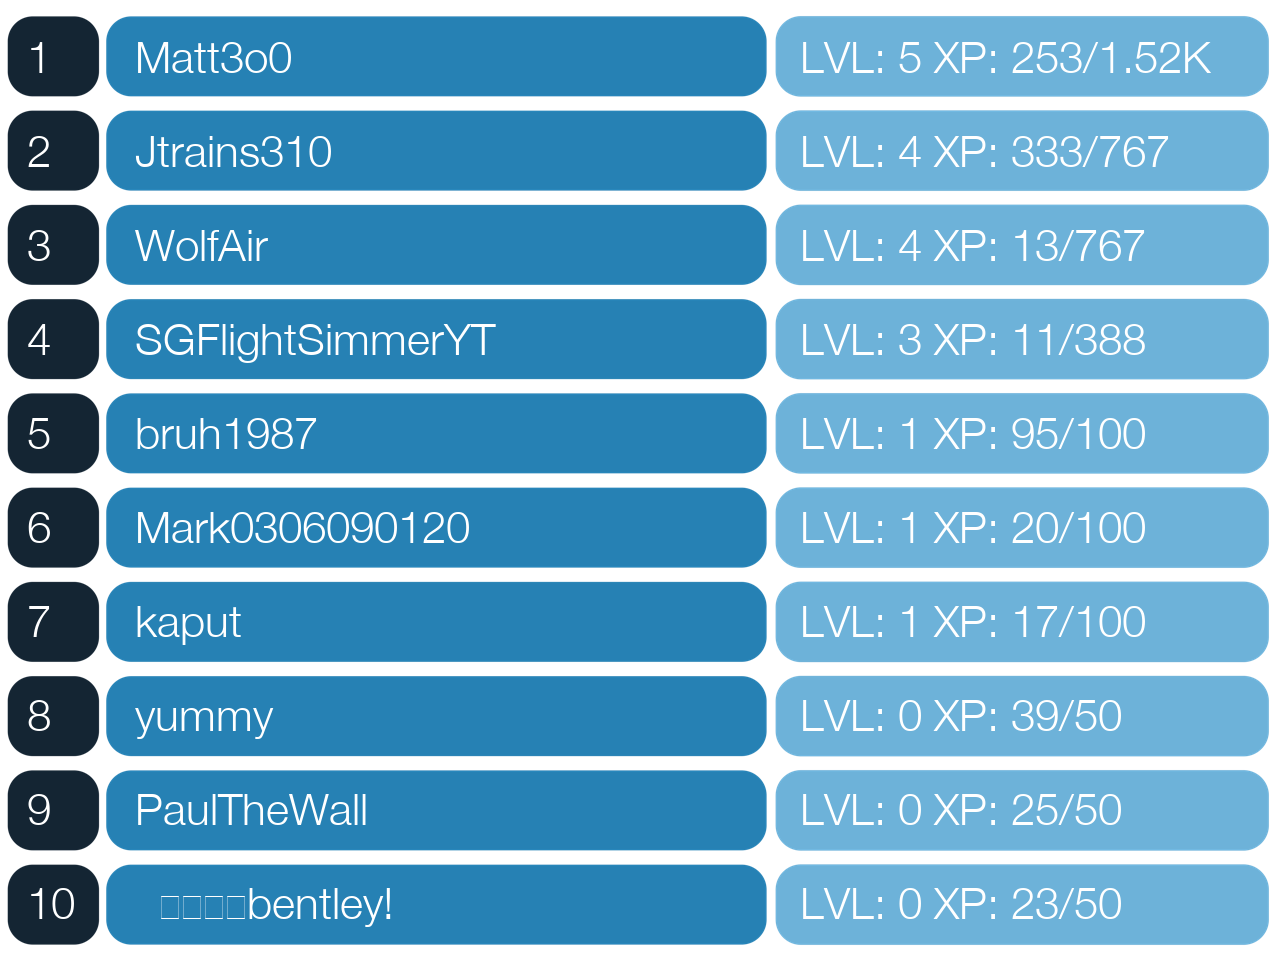 1 Matt3o0 LVL: 5 XP: 253/1.52K
2 Jtrains310 LVL: 4 XP: 333/767
3 WolfAir LVL: 4 XP: 13/767
4 SGFlightSimmerYT LVL: 3 XP: 11/388
5 bruh1987 LVL: 1 XP: 95/100
6 Mark0306090120 LVL: 1 XP: 20/100
7 kaput LVL: 1 XP: 17/100
8 yummy LVL: 0 XP: 39/50
9 PaulTheWall LVL: 0 XP: 25/50
10 □□□□bentley! LVL: 0 XP: 23/50